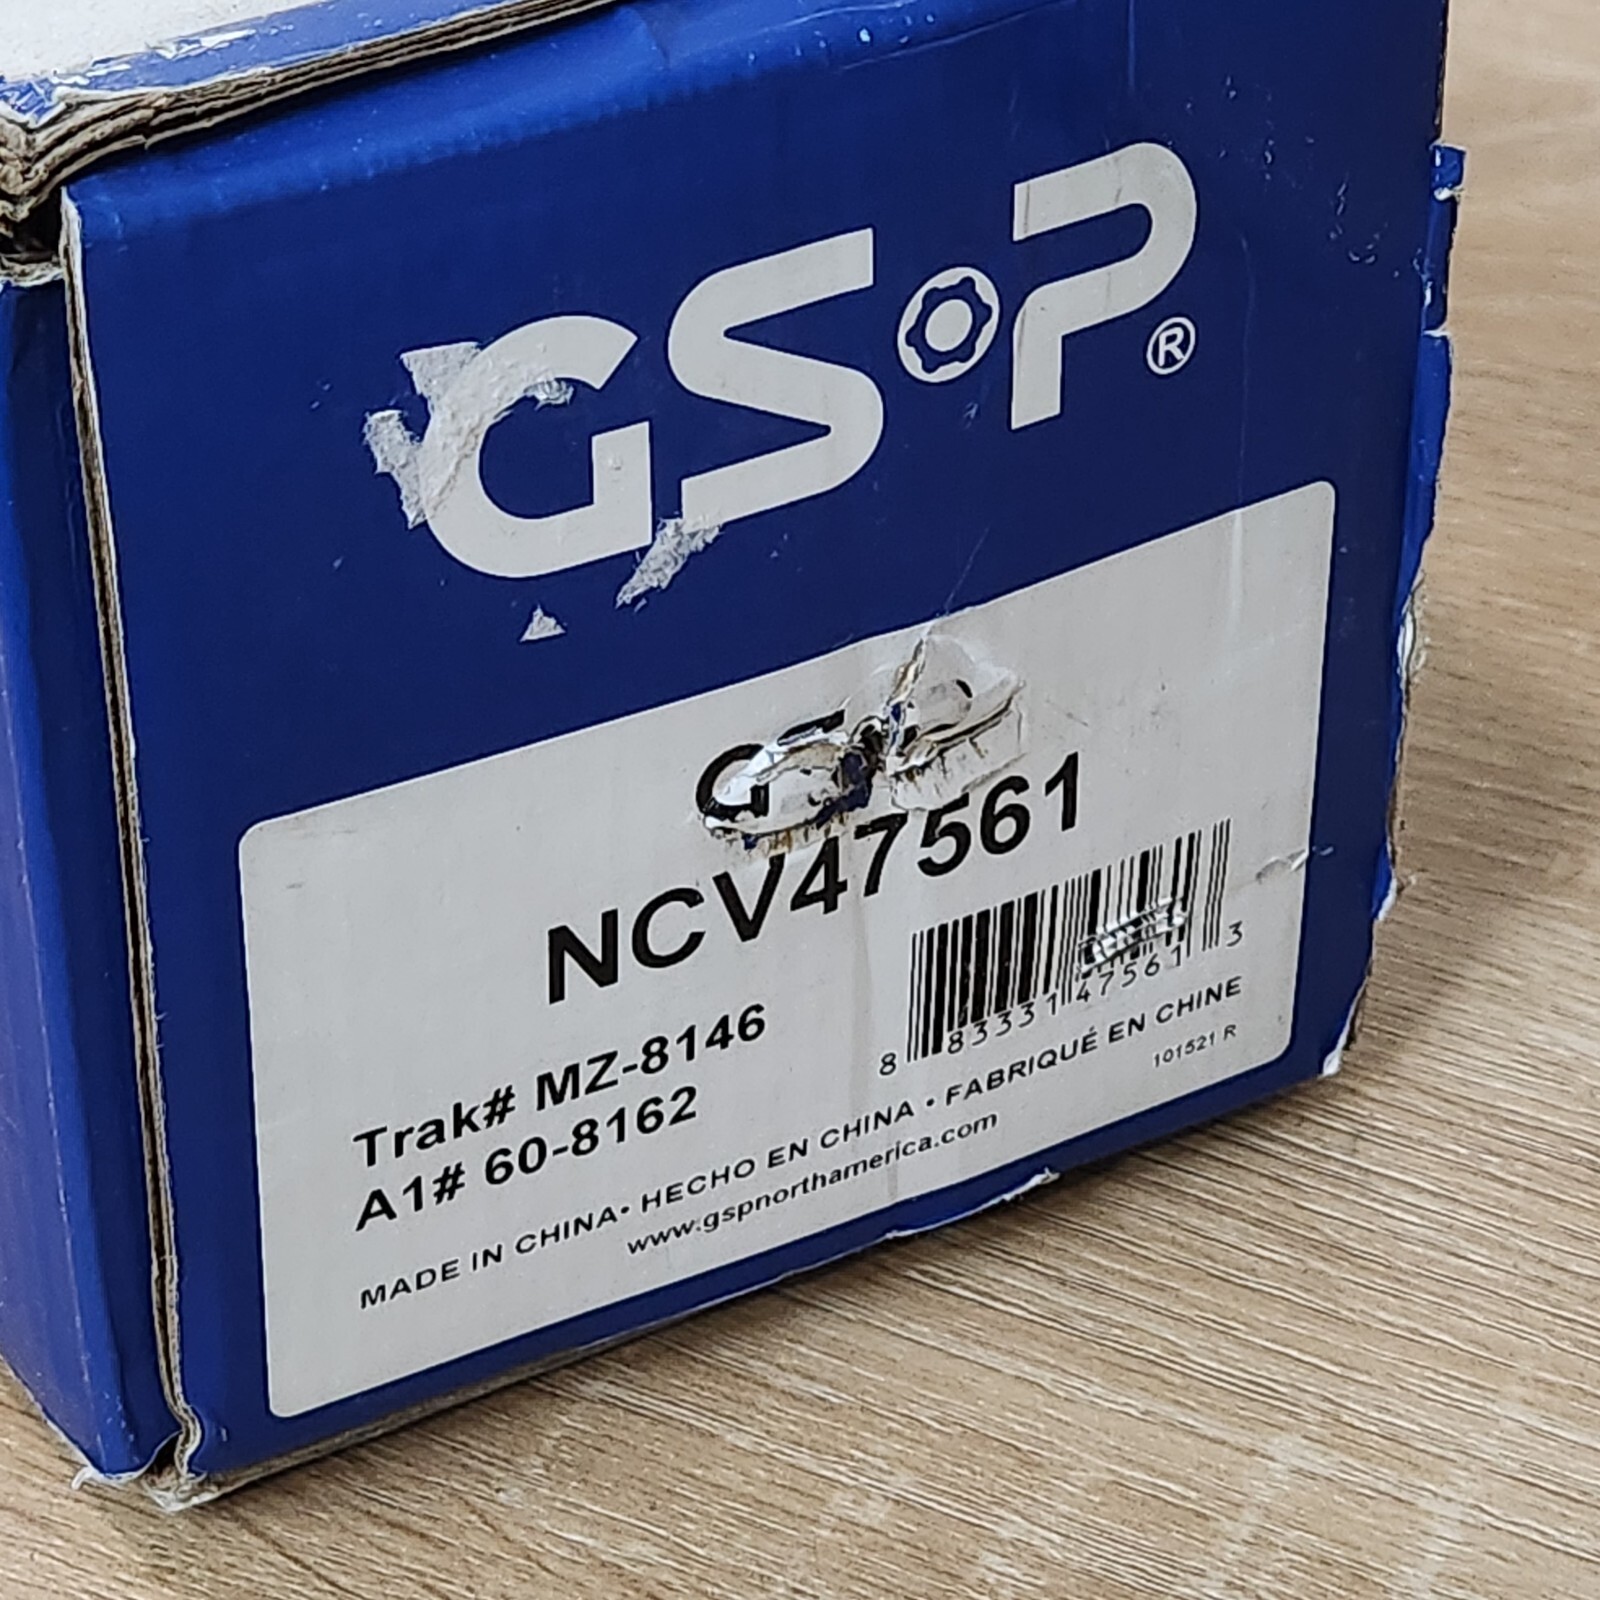 GSP®
NCV47561
8 83331 47561 3
Trak# MZ-8146
A1# 60-8162
MADE IN CHINA • HECHO EN CHINA • FABRIQUÉ EN CHINE
www.gspnorthamerica.com
101521 R